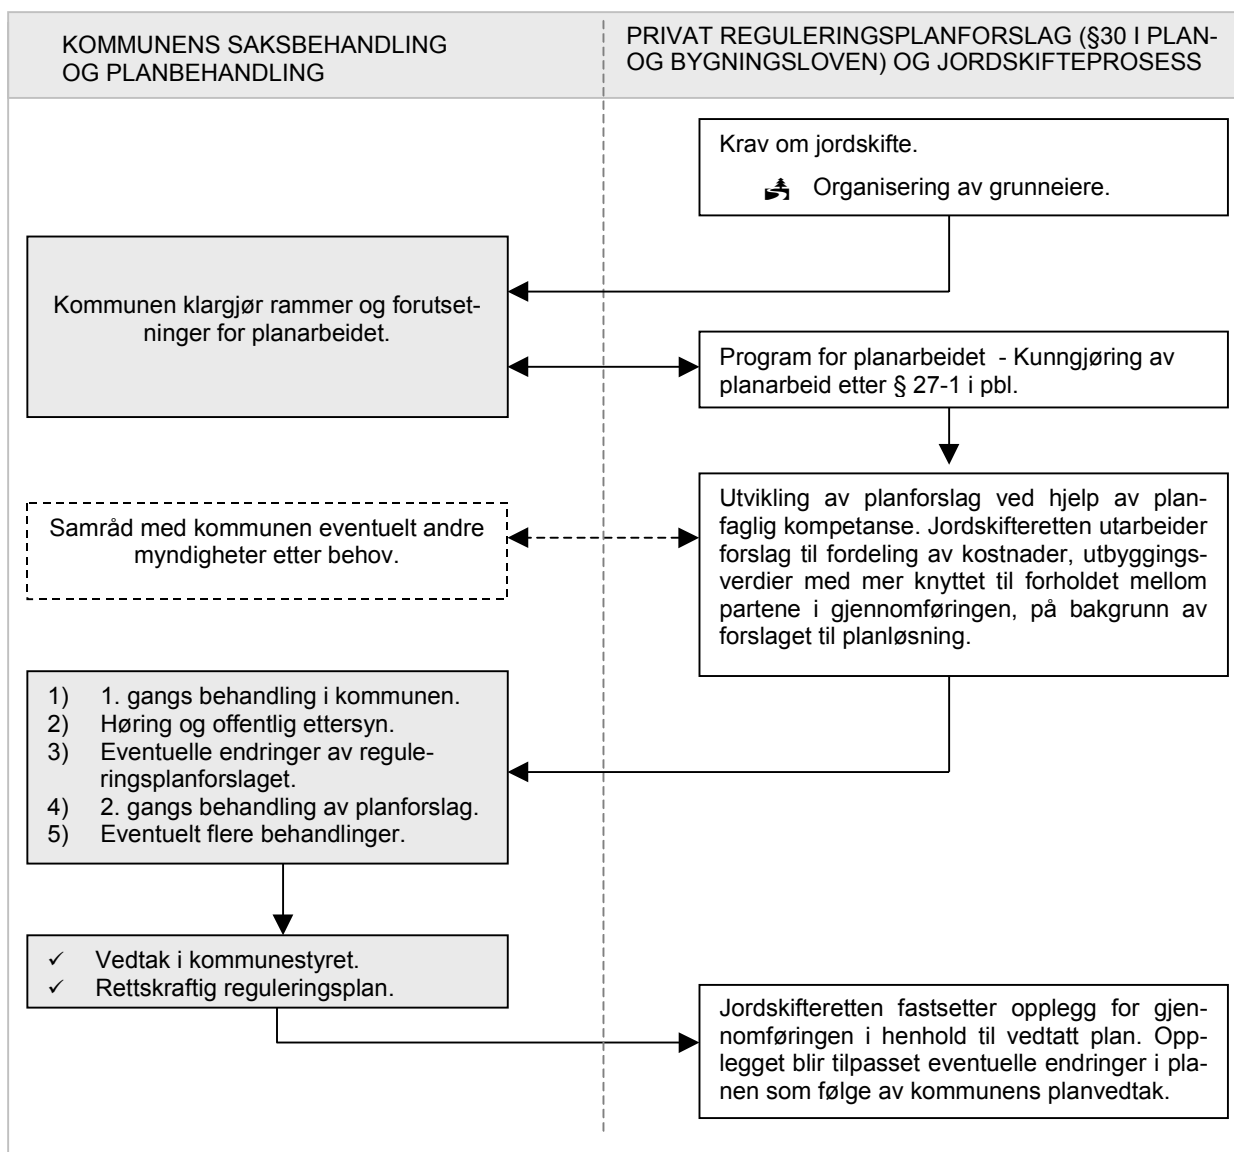 KOMMUNENS SAKSBEHANDLING
OG PLANBEHANDLING
PRIVAT REGULERINGSPLANFORSLAG (§30 I PLAN-
OG BYGNINGSLOVEN) OG JORDSKIFTEPROSESS
Krav om jordskifte.
Organisering av grunneiere.
Kommunen klargjør rammer og forutset-
ninger for planarbeidet.
Program for planarbeidet - Kunngjøring av
planarbeid etter § 27-1 i pbl.
Samråd med kommunen eventuelt andre
myndigheter etter behov.
Utvikling av planforslag ved hjelp av plan-
faglig kompetanse. Jordskifteretten utarbeider
forslag til fordeling av kostnader, utbyggings-
verdier med mer knyttet til forholdet mellom
partene i gjennomføringen, på bakgrunn av
forslaget til planløsning.
1) 1. gangs behandling i kommunen.
2) Høring og offentlig ettersyn.
3) Eventuelle endringer av regule-
ringsplanforslaget.
4) 2. gangs behandling av planforslag.
5) Eventuelt flere behandlinger.
✓ Vedtak i kommunestyret.
✓ Rettskraftig reguleringsplan.
Jordskifteretten fastsetter opplegg for gjen-
nomføringen i henhold til vedtatt plan. Opp-
legget blir tilpasset eventuelle endringer i pla-
nen som følge av kommunens planvedtak.